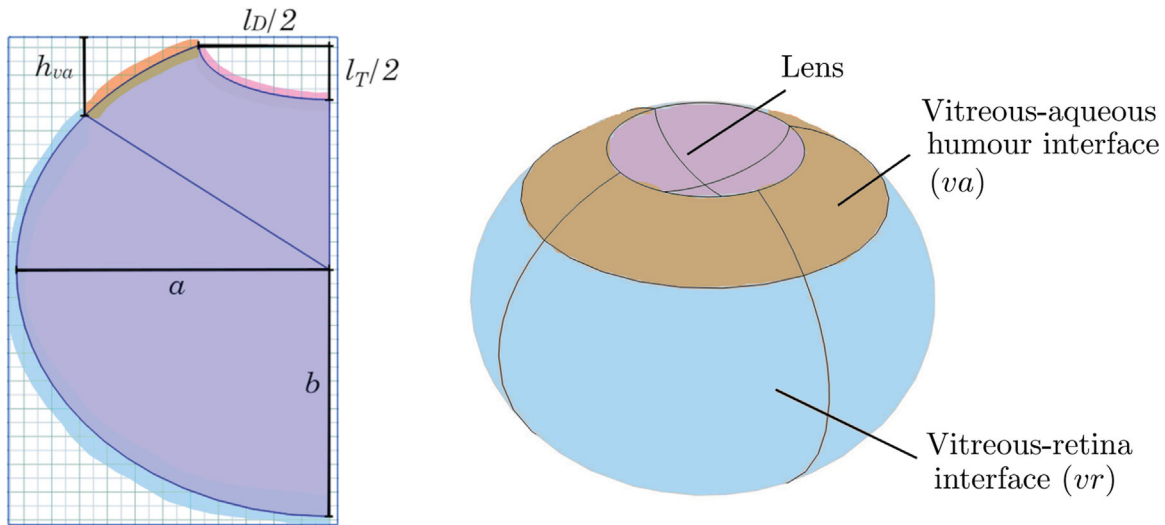 l_D/2
h_va
l_T/2
a
b
Lens
Vitreous-aqueous
humour interface
(va)
Vitreous-retina
interface (vr)